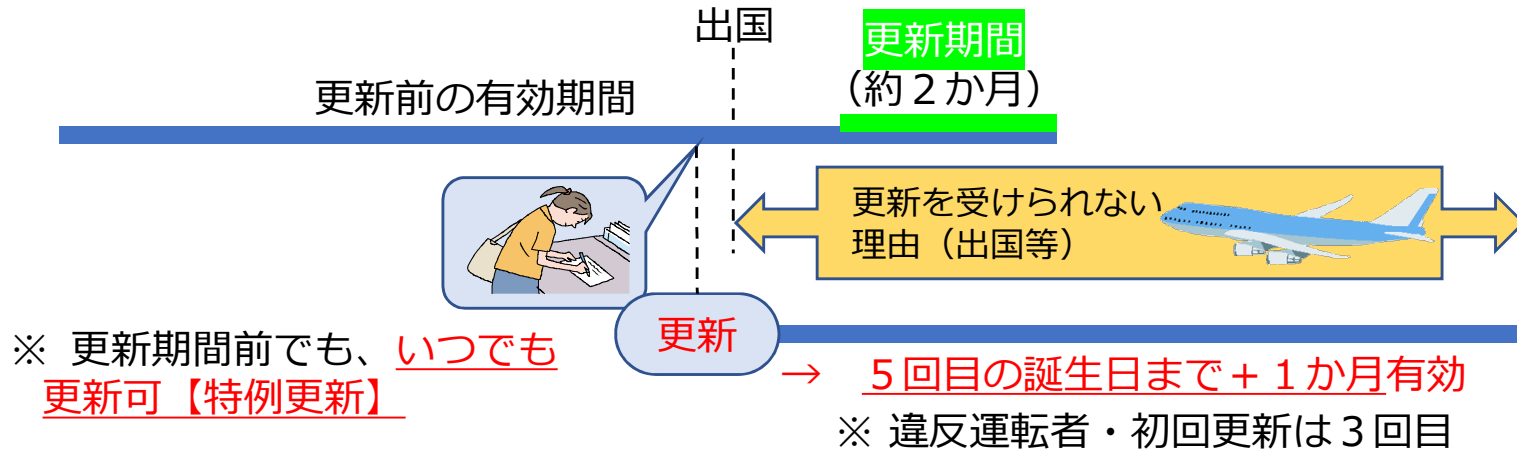 出国
更新期間
（約２か月）
更新前の有効期間
更新を受けられない
理由（出国等）
更新
※ 更新期間前でも、いつでも
更新可【特例更新】
→ ５回目の誕生日まで＋１か月有効
※ 違反運転者・初回更新は３回目